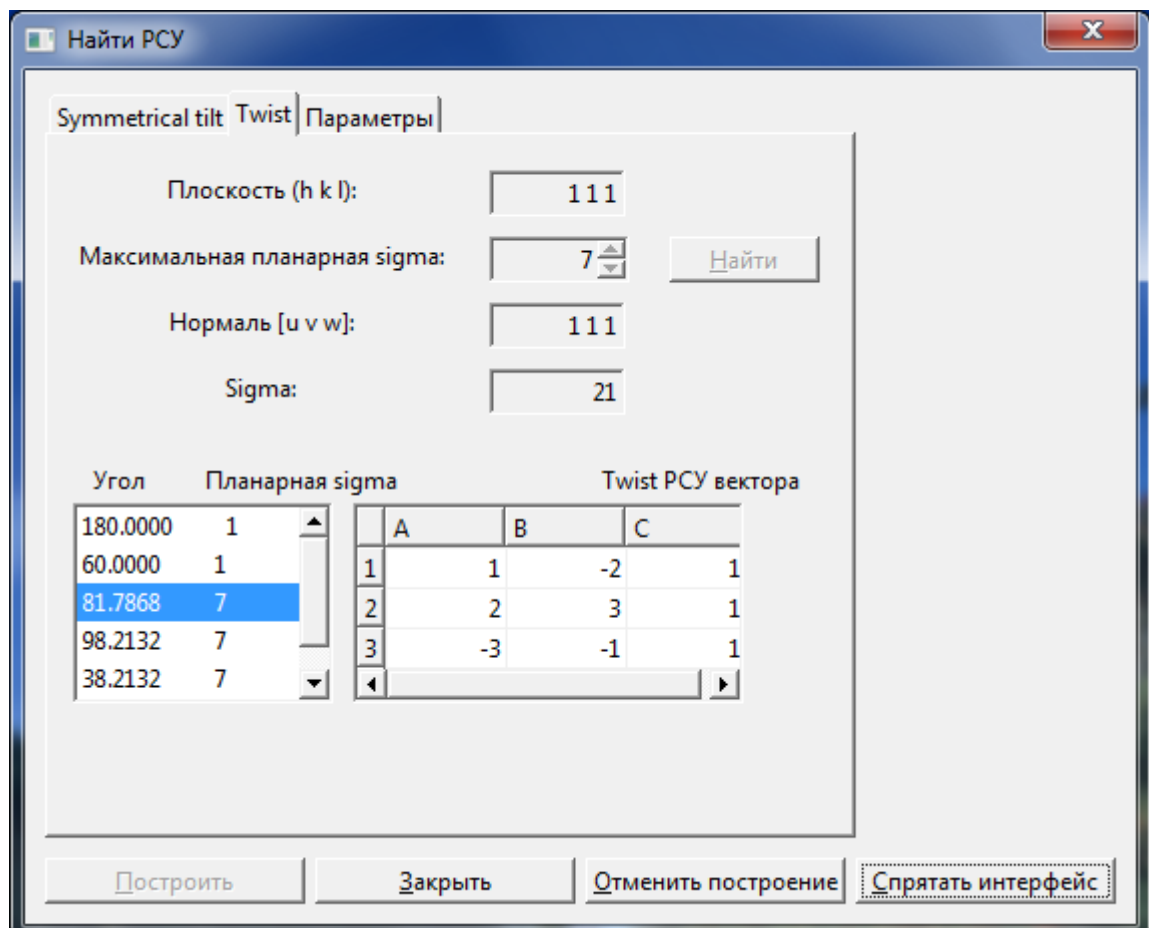 Найти РСУ
Symmetrical tilt Twist Параметры
Плоскость (h k l): 1 1 1
Максимальная планарная sigma: 7 Найти
Нормаль [u v w]: 1 1 1
Sigma: 21
Угол Планарная sigma Twist РСУ вектора
A B C
180.0000 1
60.0000 1
1 1 -2 1
81.7868 7
2 2 3 1
98.2132 7
3 -3 -1 1
38.2132 7
Построить Закрыть Отменить построение Спрятать интерфейс